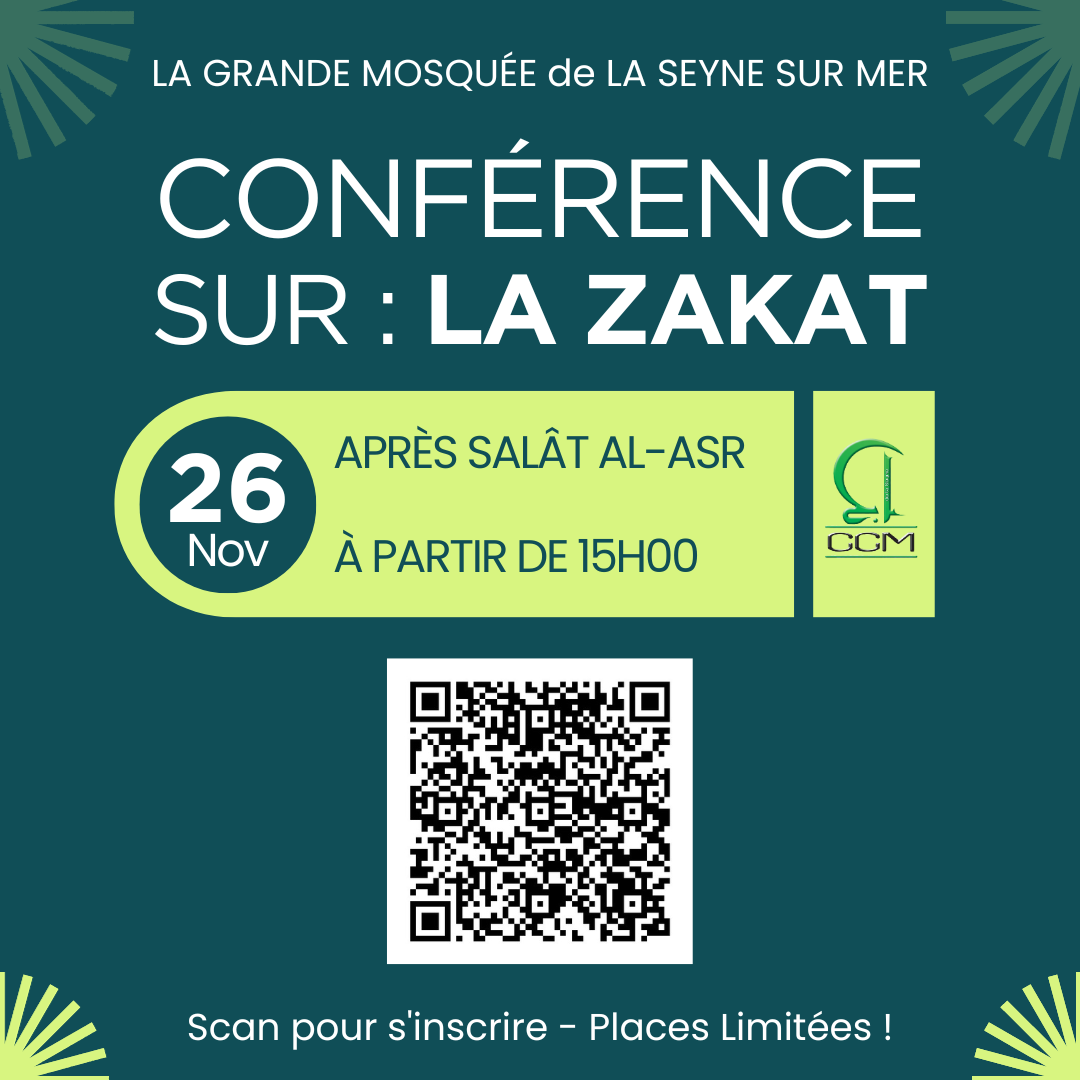 LA GRANDE MOSQUÉE de LA SEYNE SUR MER
CONFÉRENCE
SUR : LA ZAKAT
26
Nov
APRÈS SALÂT AL-ASR
À PARTIR DE 15H00
CCM
Scan pour s'inscrire - Places Limitées !